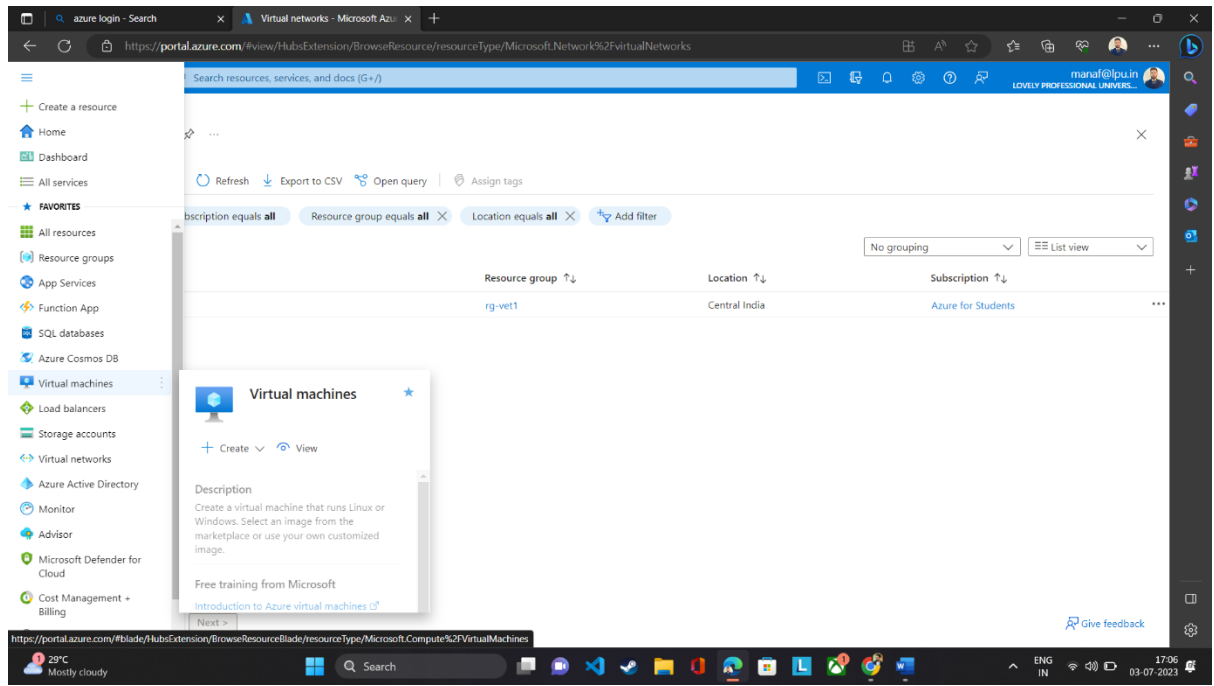 azure login - Search
Virtual networks - Microsoft Azu
https://portal.azure.com/#view/HubsExtension/BrowseResource/resourceType/Microsoft.Network%2FvirtualNetworks
Search resources, services, and docs (G+/)
manaf@lpu.in
LOVELY PROFESSIONAL UNIVERS...
Create a resource
Home
Dashboard
All services
FAVORITES
All resources
Resource groups
App Services
Function App
SQL databases
Azure Cosmos DB
Virtual machines
Load balancers
Storage accounts
Virtual networks
Azure Active Directory
Monitor
Advisor
Microsoft Defender for
Cloud
Cost Management +
Billing
Refresh Export to CSV Open query Assign tags
bscription equals all Resource group equals all Location equals all Add filter
No grouping List view
Resource group Location Subscription
rg-vet1 Central India Azure for Students
Virtual machines
Create View
Description
Create a virtual machine that runs Linux or
Windows. Select an image from the
marketplace or use your own customized
image.
Free training from Microsoft
Introduction to Azure virtual machines
Next >
Give feedback
https://portal.azure.com/#blade/HubsExtension/BrowseResourceBlade/resourceType/Microsoft.Compute%2FVirtualMachines
1
29°C
Mostly cloudy
Search
L
ENG
IN
17:06
03-07-2023